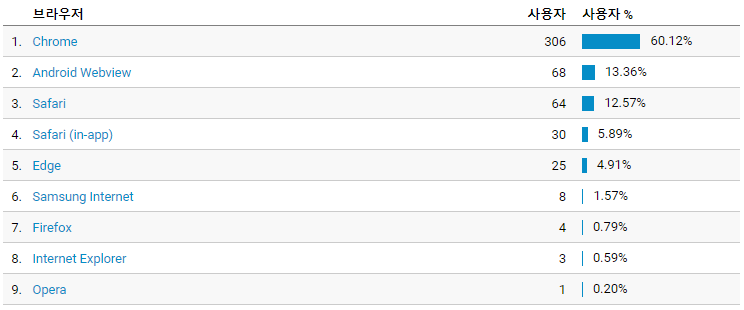 브라우저 사용자 사용자 %
1. Chrome 306 60.12%
2. Android Webview 68 13.36%
3. Safari 64 12.57%
4. Safari (in-app) 30 5.89%
5. Edge 25 4.91%
6. Samsung Internet 8 1.57%
7. Firefox 4 0.79%
8. Internet Explorer 3 0.59%
9. Opera 1 0.20%